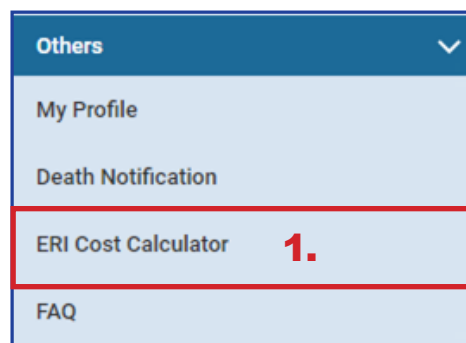 Others
My Profile
Death Notification
ERI Cost Calculator 1.
FAQ